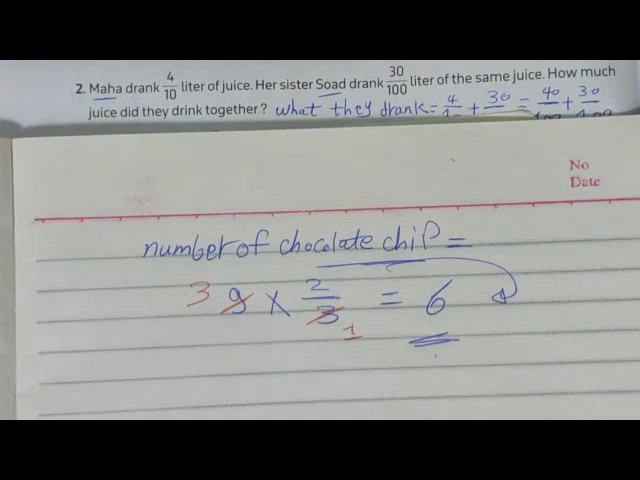 2. Maha drank 4/10 liter of juice. Her sister Soad drank 30/100 liter of the same juice. How much
juice did they drink together? what they drank = 4/ + 30/ = 40/100 + 30/100
No
Date
number of chocolate chip =
3 9 × 2/3 1 = 6